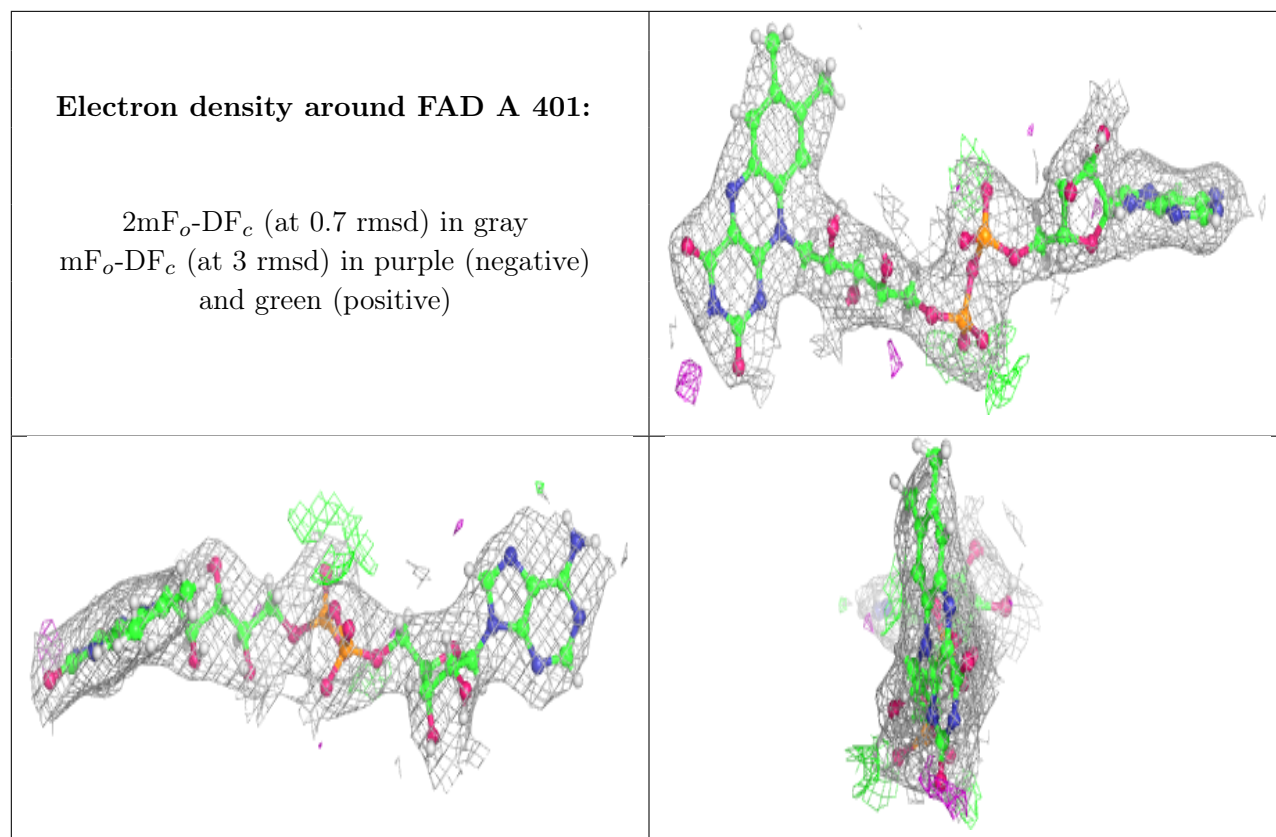 Electron density around FAD A 401:
2mFo-DFc (at 0.7 rmsd) in gray
mFo-DFc (at 3 rmsd) in purple (negative)
and green (positive)